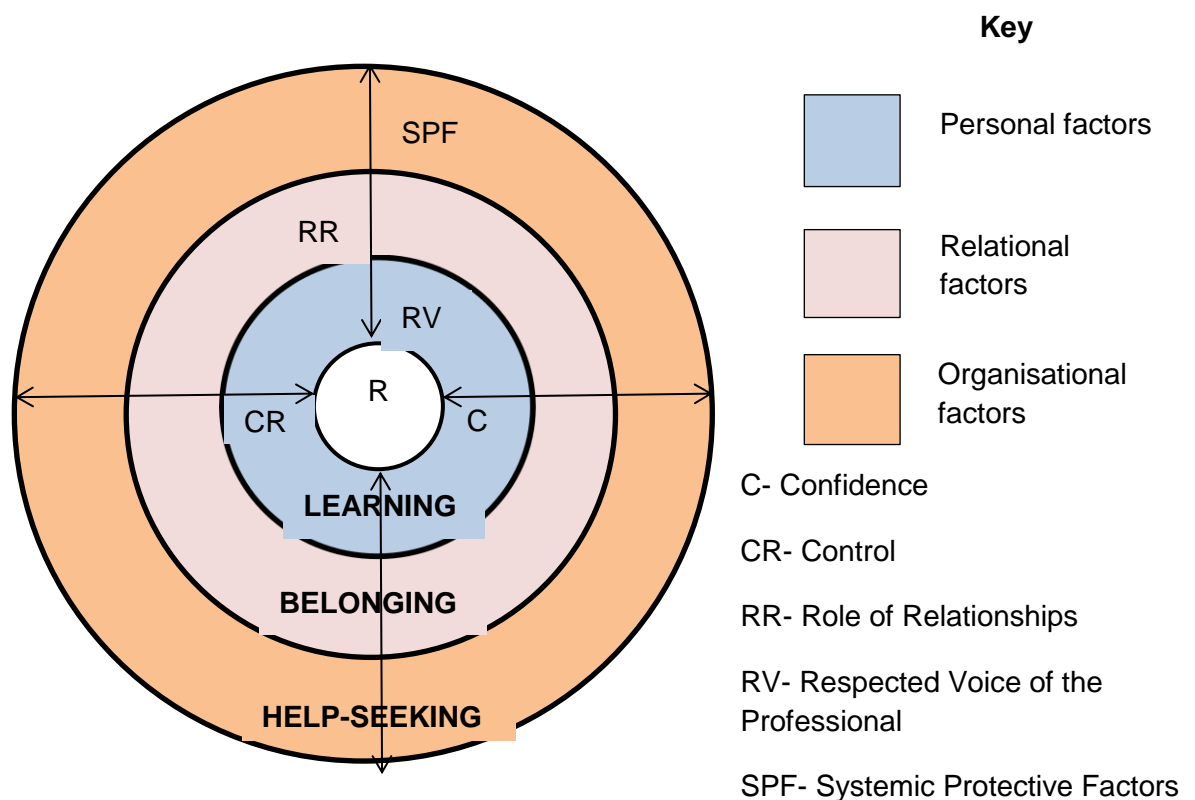 Key
SPF
RR
RV
R
CR
C
LEARNING
BELONGING
HELP-SEEKING
Personal factors
Relational
factors
Organisational
factors
C- Confidence
CR- Control
RR- Role of Relationships
RV- Respected Voice of the
Professional
SPF- Systemic Protective Factors